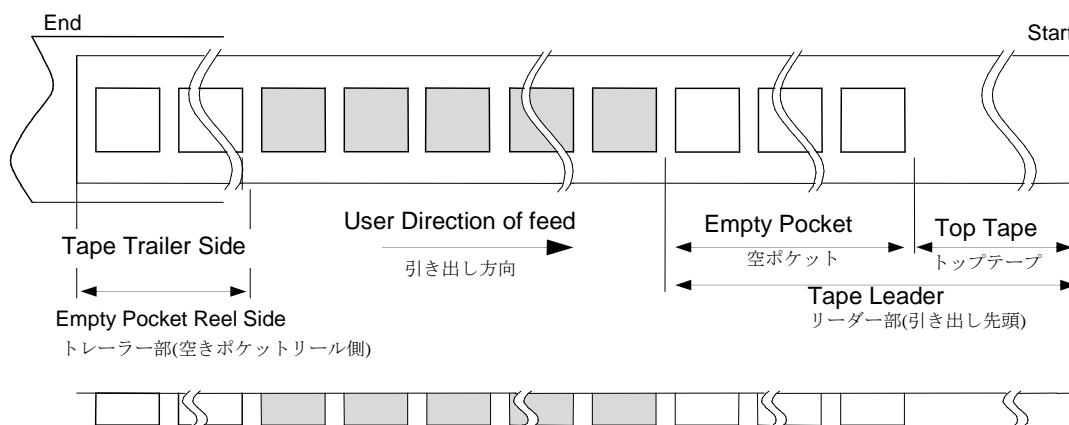 End
Start
User Direction of feed
引き出し方向
Empty Pocket
空ポケット
Top Tape
トップテープ
Tape Trailer Side
Tape Leader
リーダー部(引き出し先頭)
Empty Pocket Reel Side
トレーラー部(空きポケットリール側)